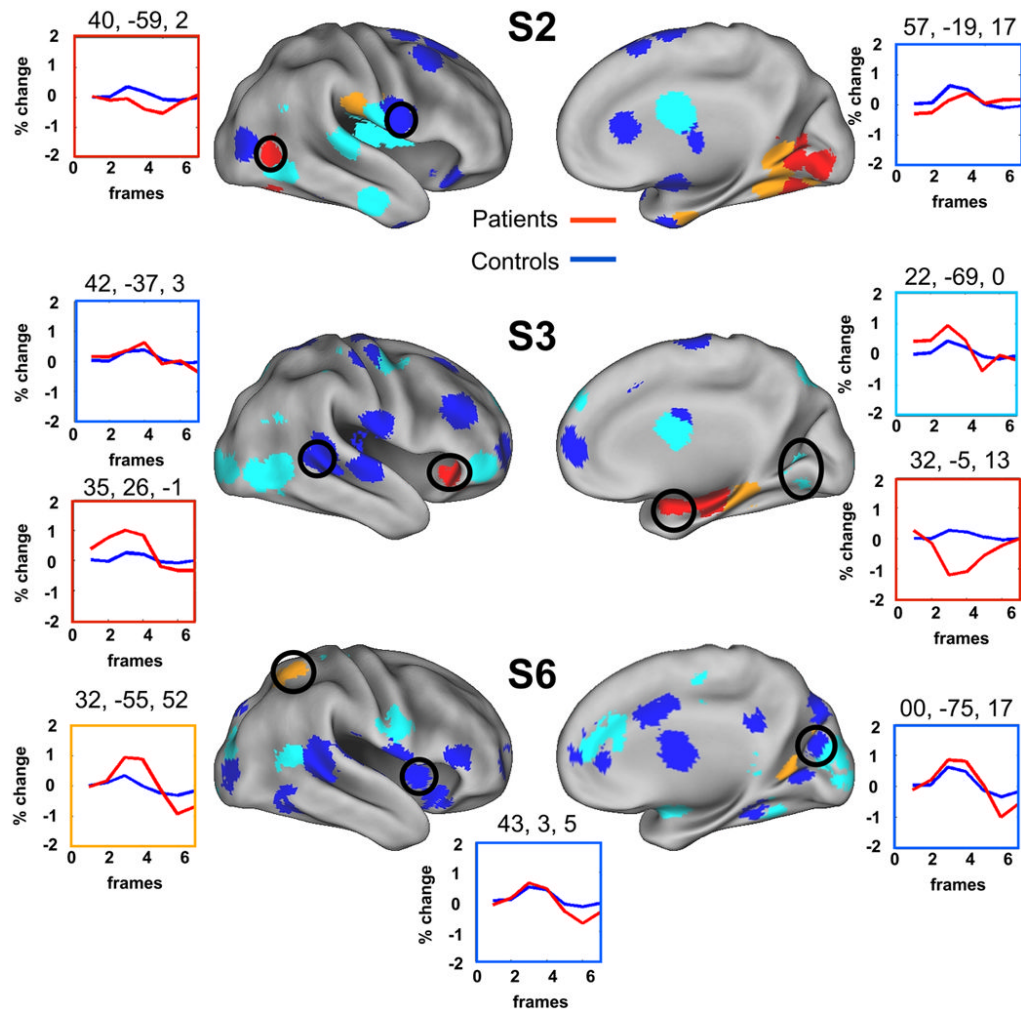 S2
40, -59, 2
2
1
0
-1
-2
% change
0 2 4 6
frames
57, -19, 17
2
1
0
-1
-2
% change
0 2 4 6
frames
Patients
Controls
S3
42, -37, 3
2
1
0
-1
-2
% change
0 2 4 6
35, 26, -1
2
1
0
-1
-2
% change
0 2 4 6
frames
22, -69, 0
2
1
0
-1
-2
% change
0 2 4 6
32, -5, 13
2
1
0
-1
-2
% change
0 2 4 6
frames
S6
32, -55, 52
2
1
0
-1
-2
% change
0 2 4 6
frames
43, 3, 5
2
1
0
-1
-2
% change
0 2 4 6
frames
00, -75, 17
2
1
0
-1
-2
% change
0 2 4 6
frames